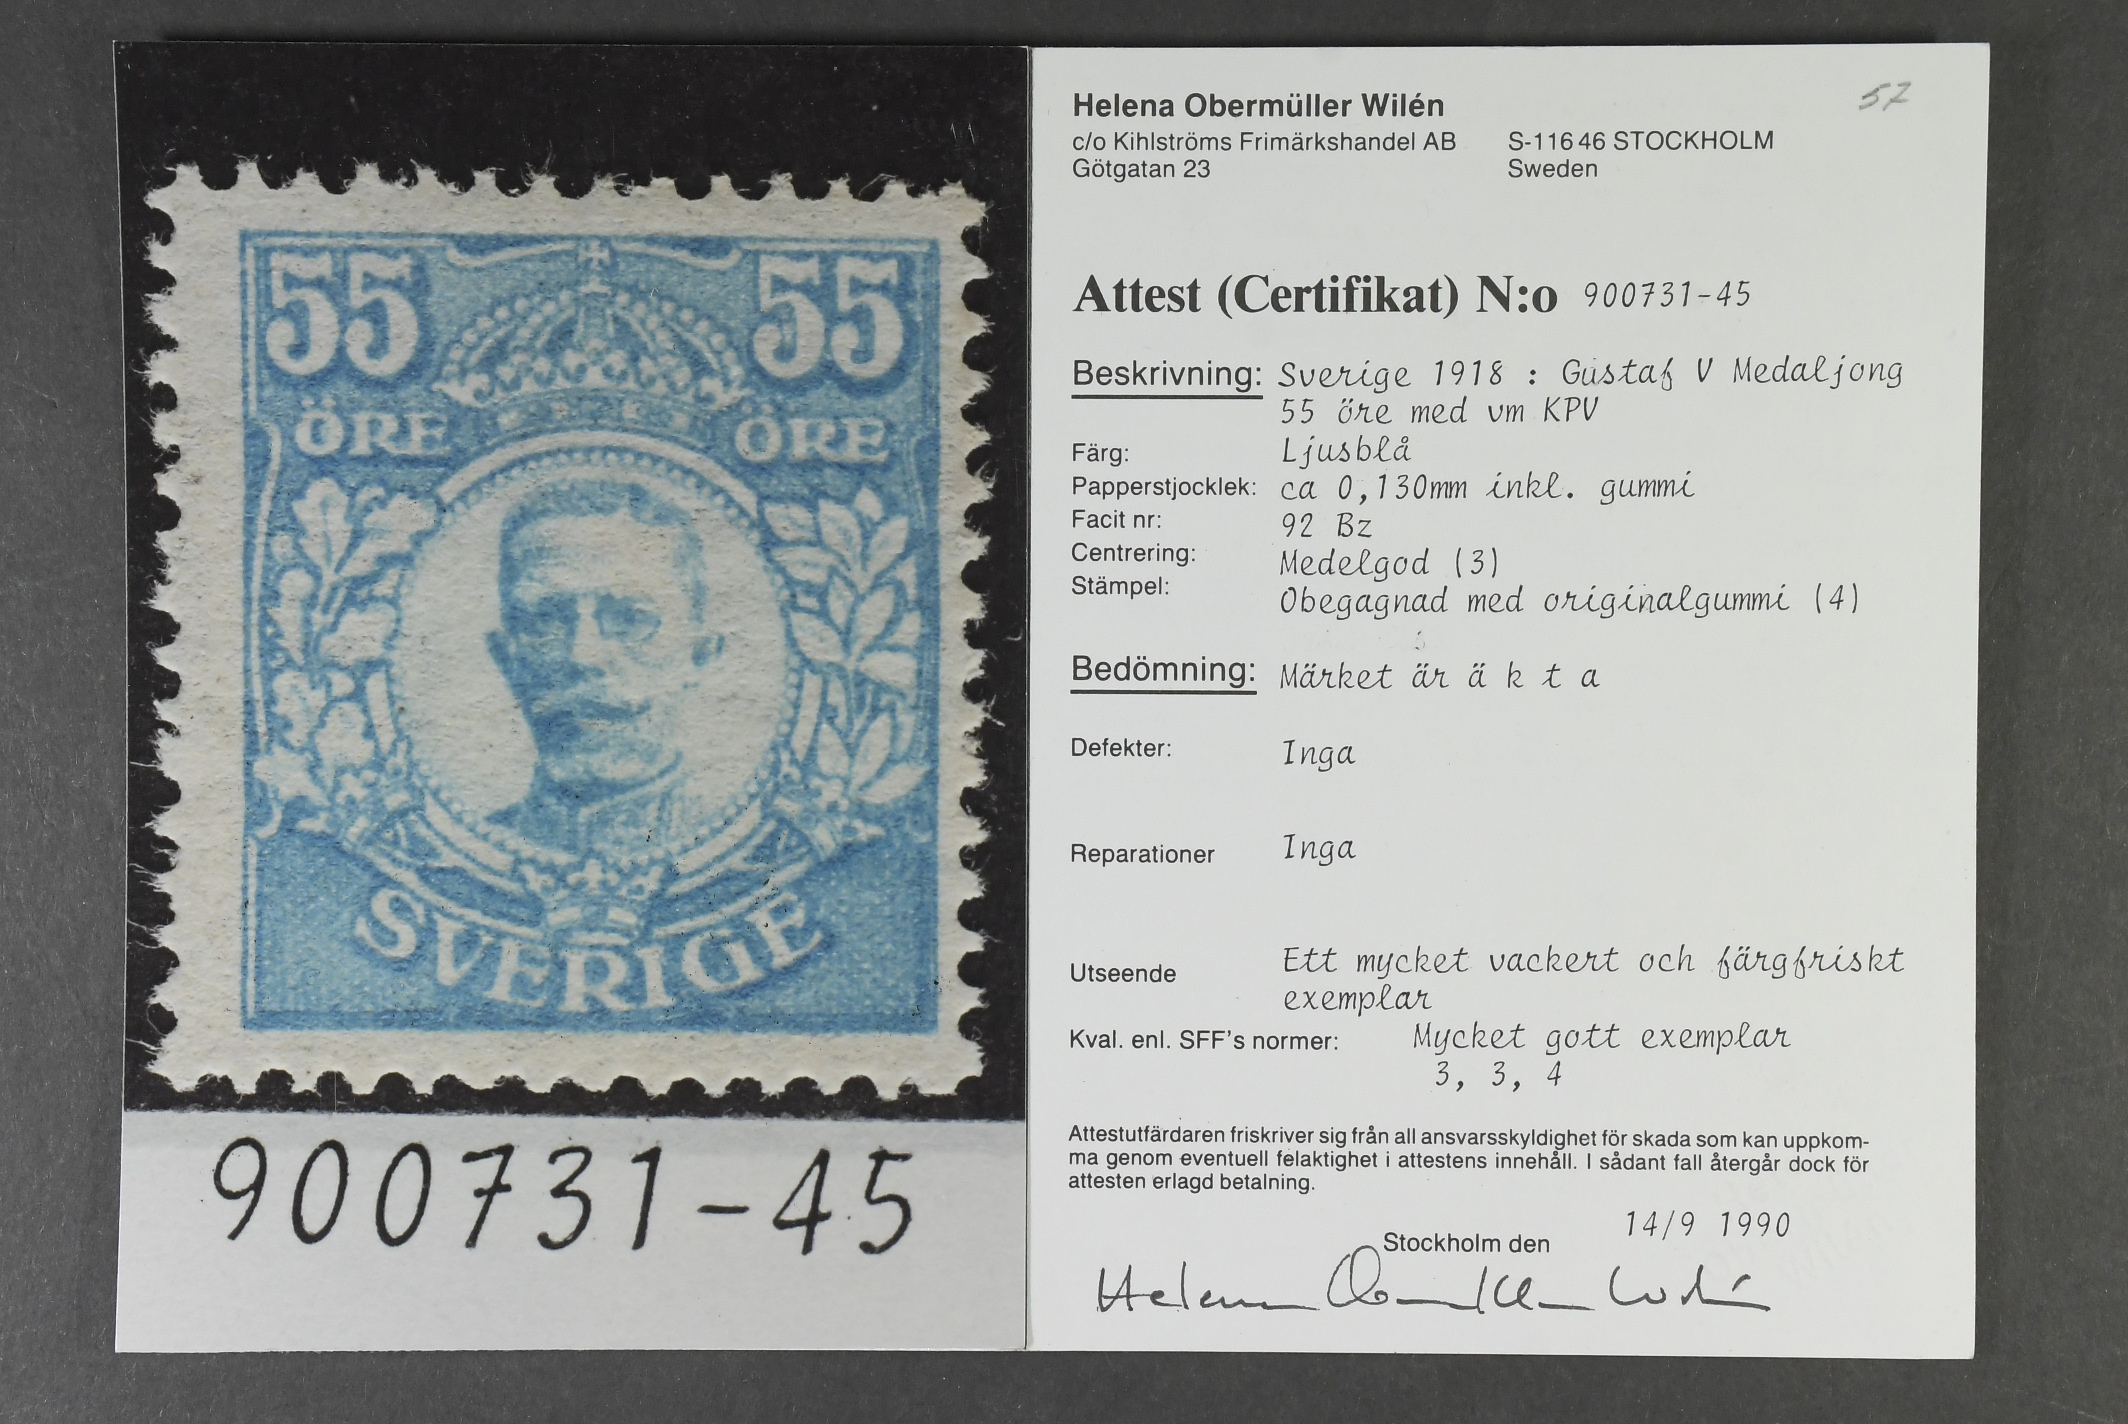 55 55
ÖRE ÖRE
SVERIGE
900731-45
57
Helena Obermüller Wilén
c/o Kihlströms Frimärkshandel AB S-116 46 STOCKHOLM
Götgatan 23 Sweden
Attest (Certifikat) N:o 900731-45
Beskrivning: Sverige 1918 : Gustaf V Medaljong
55 öre med vm KPV
Färg: Ljusblå
Papperstjocklek: ca 0,130mm inkl. gummi
Facit nr: 92 Bz
Centrering: Medelgod (3)
Stämpel: Obegagnad med originalgummi (4)
Bedömning: Märket är ä k t a
Defekter: Inga
Reparationer Inga
Utseende Ett mycket vackert och färgfriskt
exemplar
Kval. enl. SFF's normer: Mycket gott exemplar
3, 3, 4
Attestutfärdaren friskriver sig från all ansvarsskyldighet för skada som kan uppkom-
ma genom eventuell felaktighet i attestens innehåll. I sådant fall återgår dock för
attesten erlagd betalning.
Stockholm den 14/9 1990
Helena Obermüller Wilén